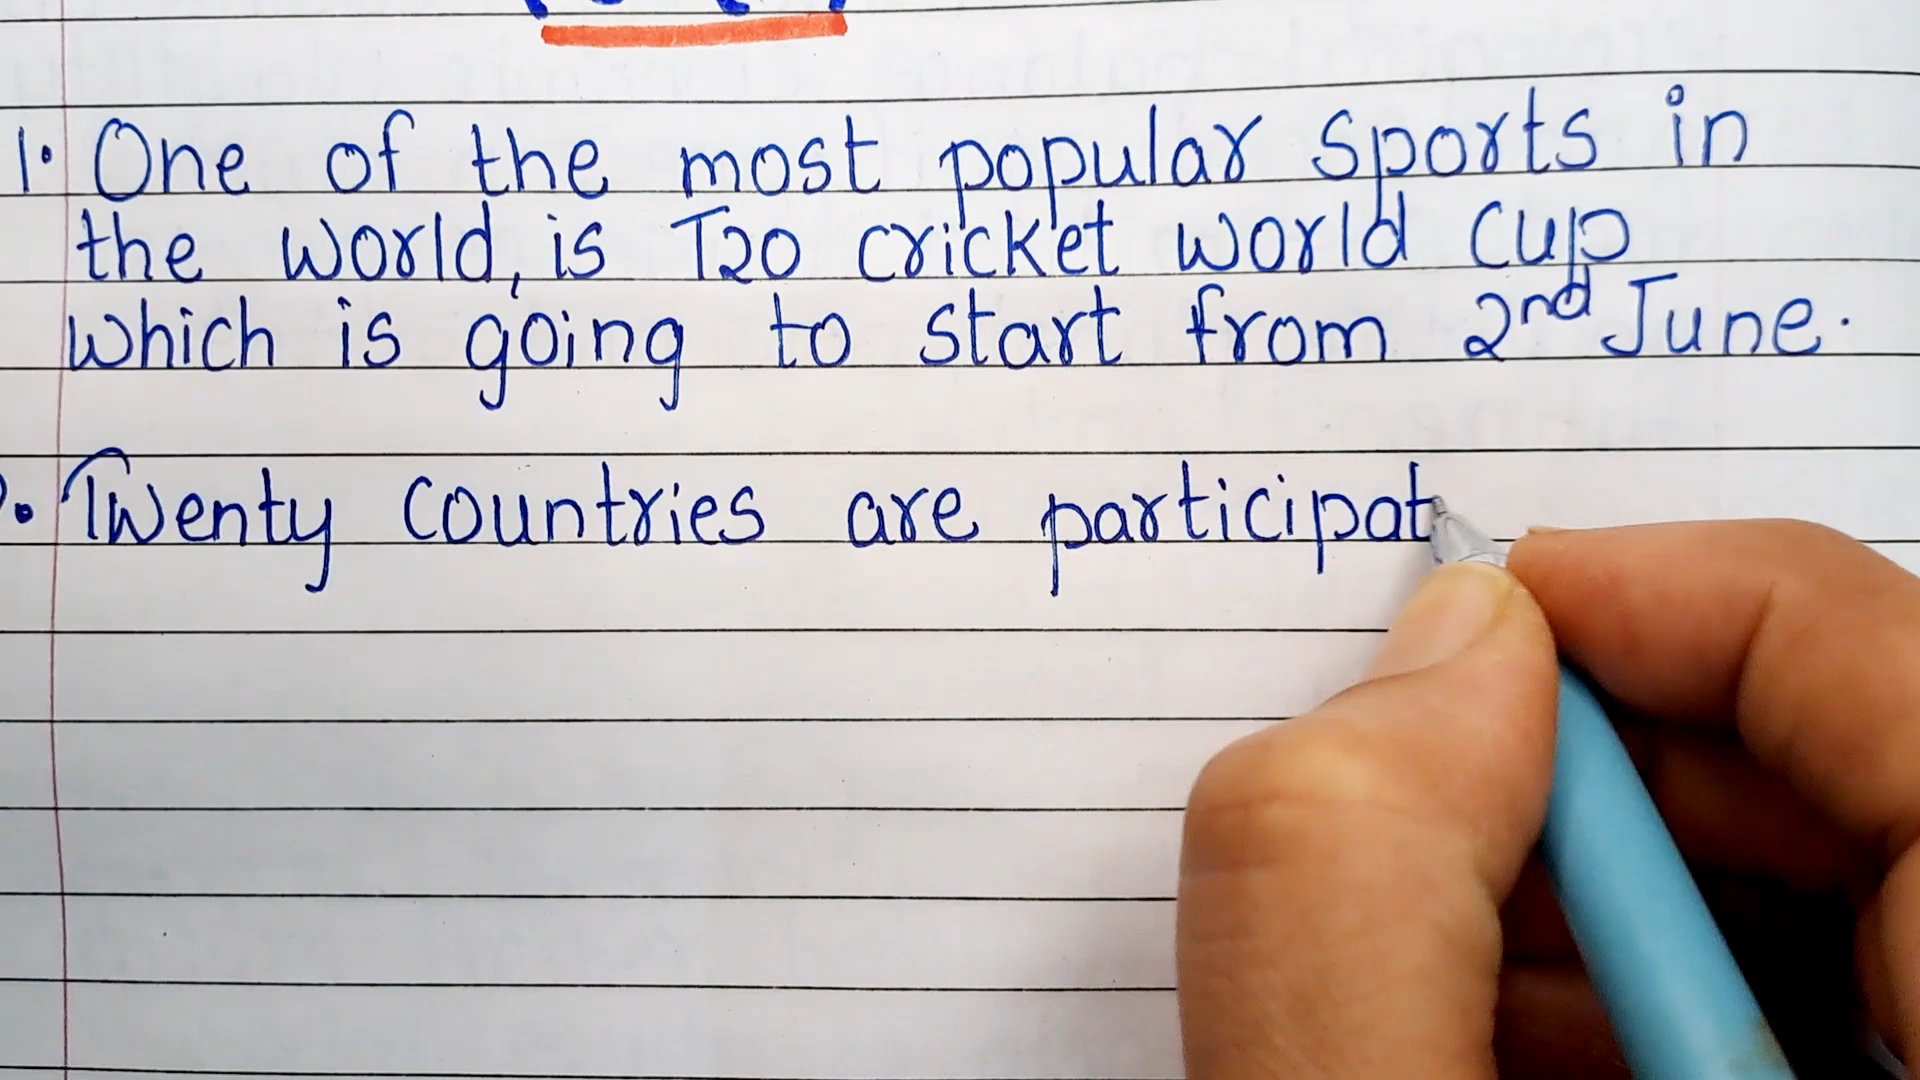 1. One of the most popular sports in
the world, is T20 cricket world cup
which is going to start from 2nd June.
. Twenty countries are participat